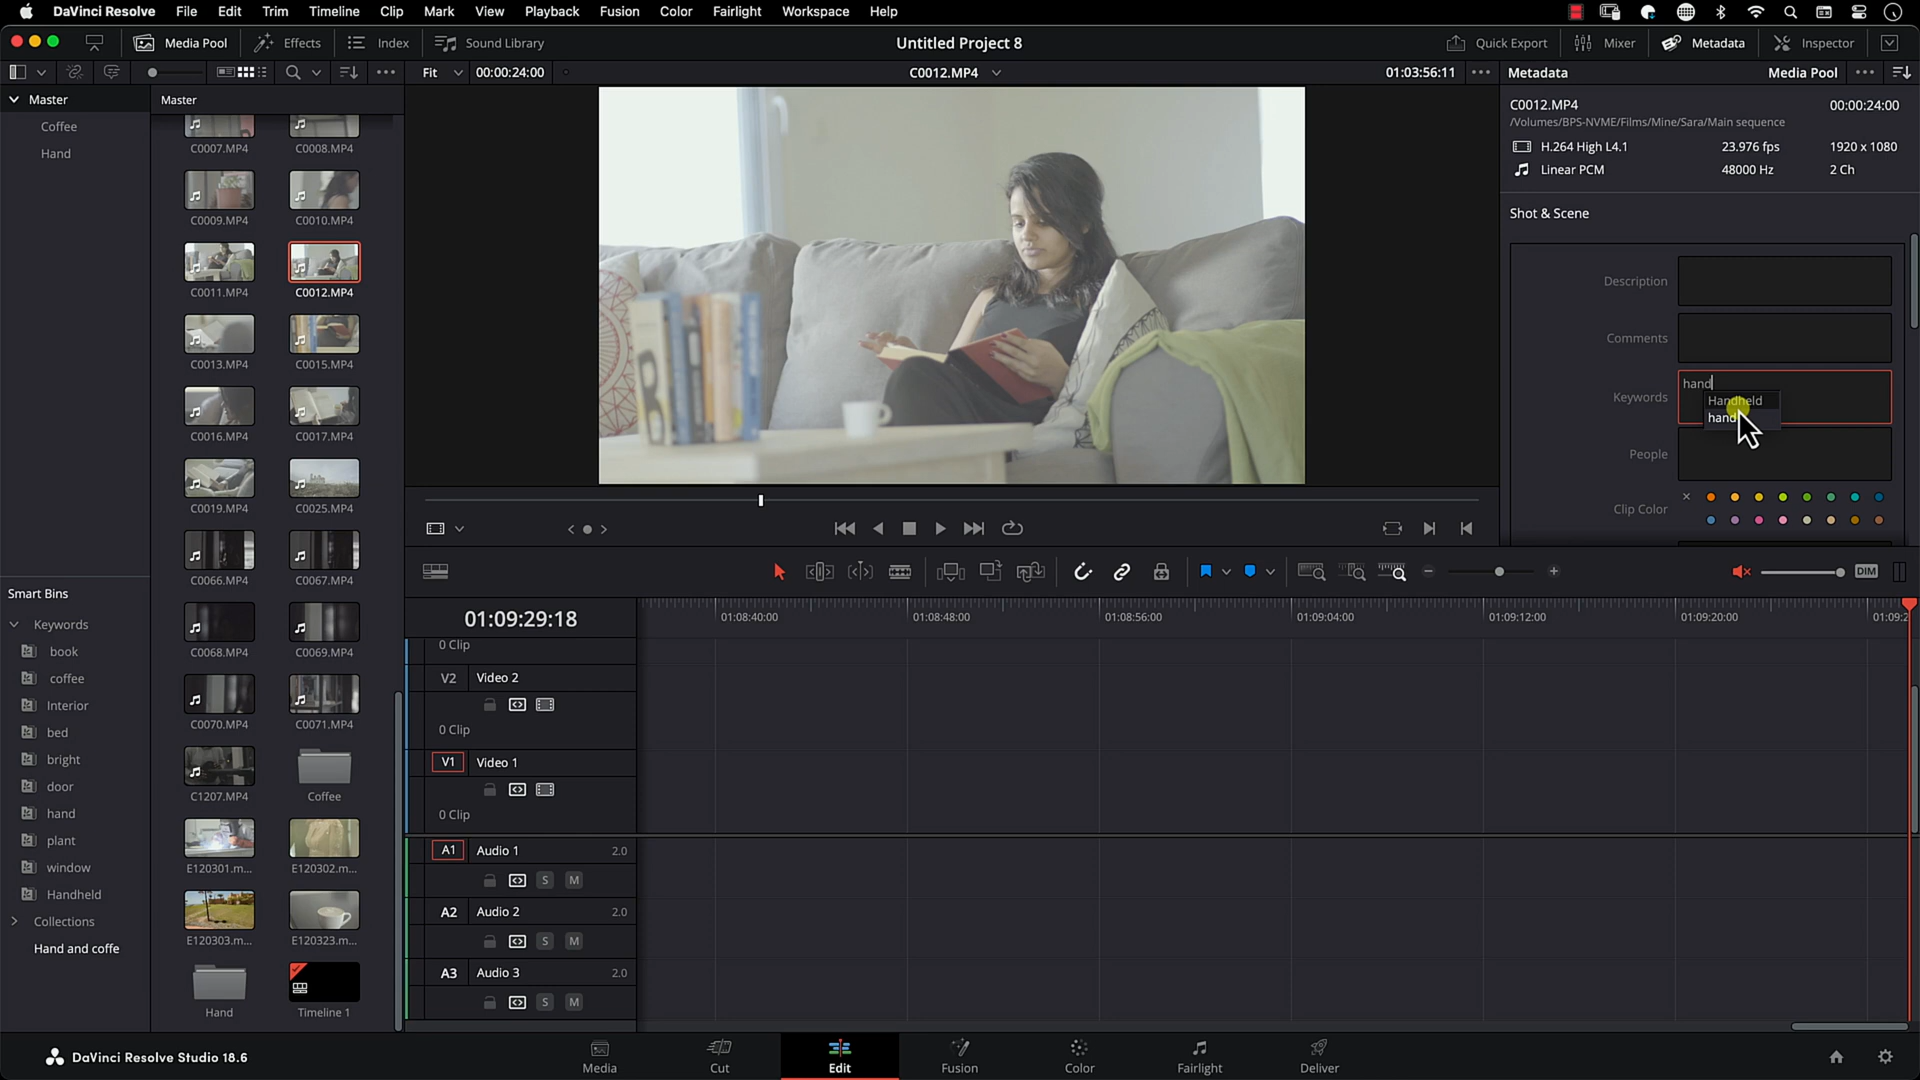 DaVinci Resolve File Edit Trim Timeline Clip Mark View Playback Fusion Color Fairlight Workspace Help
Media Pool Effects Index Sound Library Untitled Project 8 Quick Export Mixer Metadata Inspector
Fit 00:00:24:00 C0012.MP4 01:03:56:11 Metadata Media Pool
Master
Coffee
Hand
Master
C0007.MP4 C0008.MP4
C0009.MP4 C0010.MP4
C0011.MP4 C0012.MP4
C0013.MP4 C0015.MP4
C0016.MP4 C0017.MP4
C0019.MP4 C0025.MP4
C0066.MP4 C0067.MP4
C0068.MP4 C0069.MP4
C0070.MP4 C0071.MP4
C1207.MP4 Coffee
E120301.m... E120302.m...
E120303.m... E120323.m...
Hand Timeline 1
Smart Bins
Keywords
book
coffee
Interior
bed
bright
door
hand
plant
window
Handheld
Collections
Hand and coffe
C0012.MP4 00:00:24:00
/Volumes/BPS-NVME/Films/Mine/Sara/Main sequence
H.264 High L4.1 23.976 fps 1920 x 1080
Linear PCM 48000 Hz 2 Ch
Shot & Scene
Description
Comments
Keywords hand
Handheld
hand
People
Clip Color
DIM
01:09:29:18 01:08:40:00 01:08:48:00 01:08:56:00 01:09:04:00 01:09:12:00 01:09:20:00 01:09:2
0 Clip
V2 Video 2
0 Clip
V1 Video 1
0 Clip
A1 Audio 1 2.0
S M
A2 Audio 2 2.0
S M
A3 Audio 3 2.0
S M
DaVinci Resolve Studio 18.6 Media Cut Edit Fusion Color Fairlight Deliver